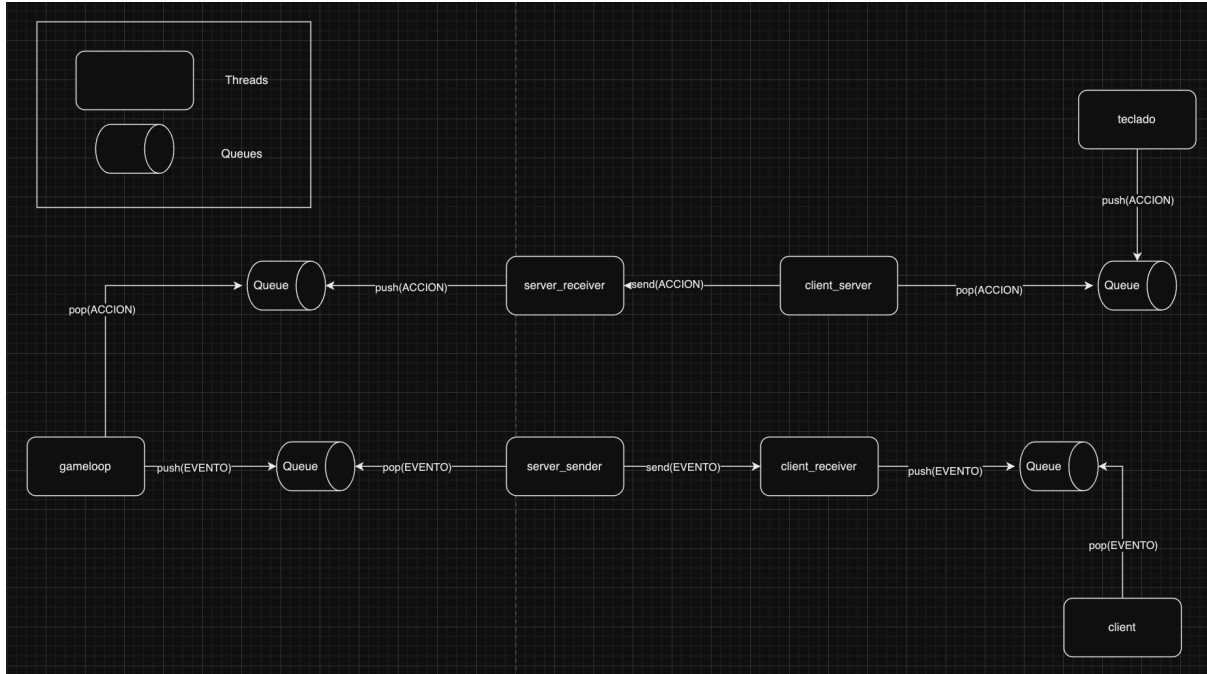 Threads
Queues
teclado
push(ACCION)
Queue
push(ACCION)
server_receiver
send(ACCION)
client_server
pop(ACCION)
Queue
pop(ACCION)
gameloop
push(EVENTO)
Queue
pop(EVENTO)
server_sender
send(EVENTO)
client_receiver
push(EVENTO)
Queue
pop(EVENTO)
client